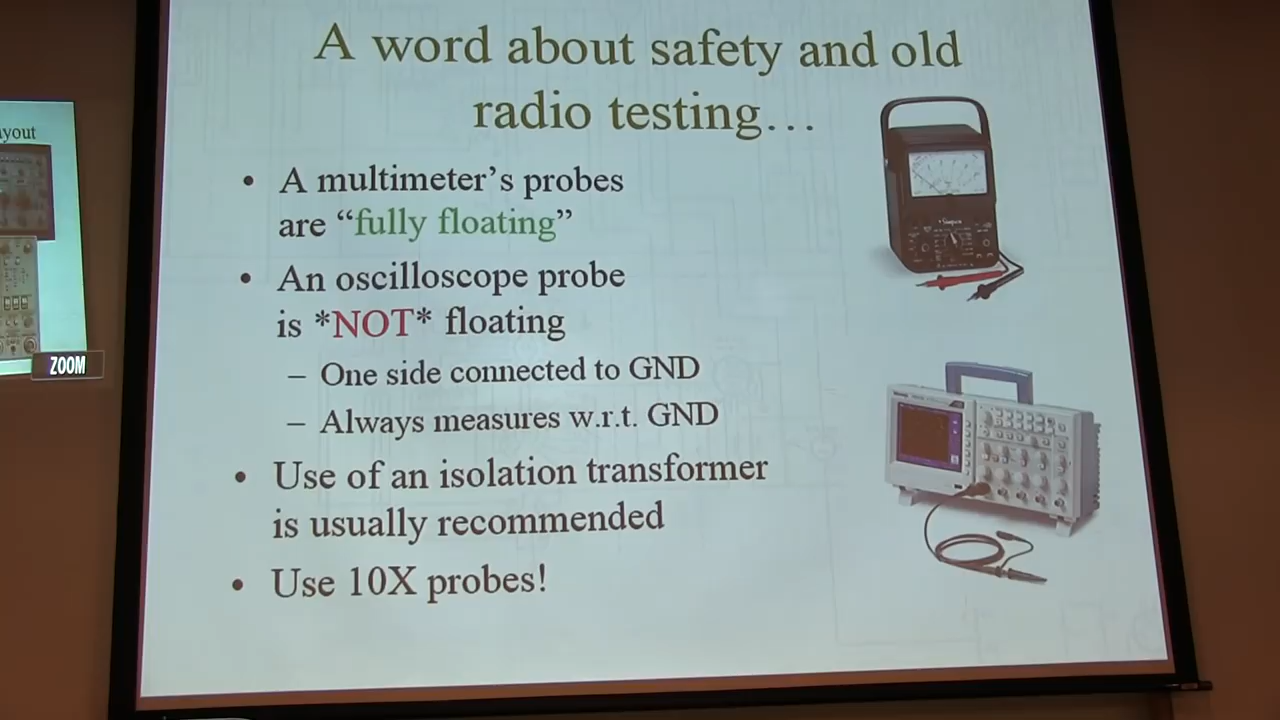 A word about safety and old
radio testing…
ayout
• A multimeter’s probes
are “fully floating”
• An oscilloscope probe
is *NOT* floating
– One side connected to GND
– Always measures w.r.t. GND
• Use of an isolation transformer
is usually recommended
• Use 10X probes!
Simpson
ZOOM